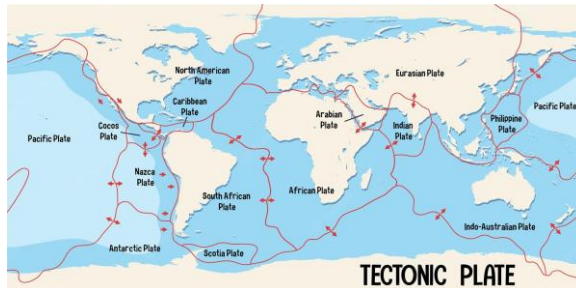 North American
Plate
Eurasian Plate
Caribbean
Plate
Arabian
Plate
Cocos
Plate
Indian
Plate
Philippine
Plate
Pacific
Plate
Pacific Plate
Nazca
Plate
South African
Plate
African Plate
Indo-Australian Plate
Antarctic Plate
Scotia Plate
TECTONIC PLATE